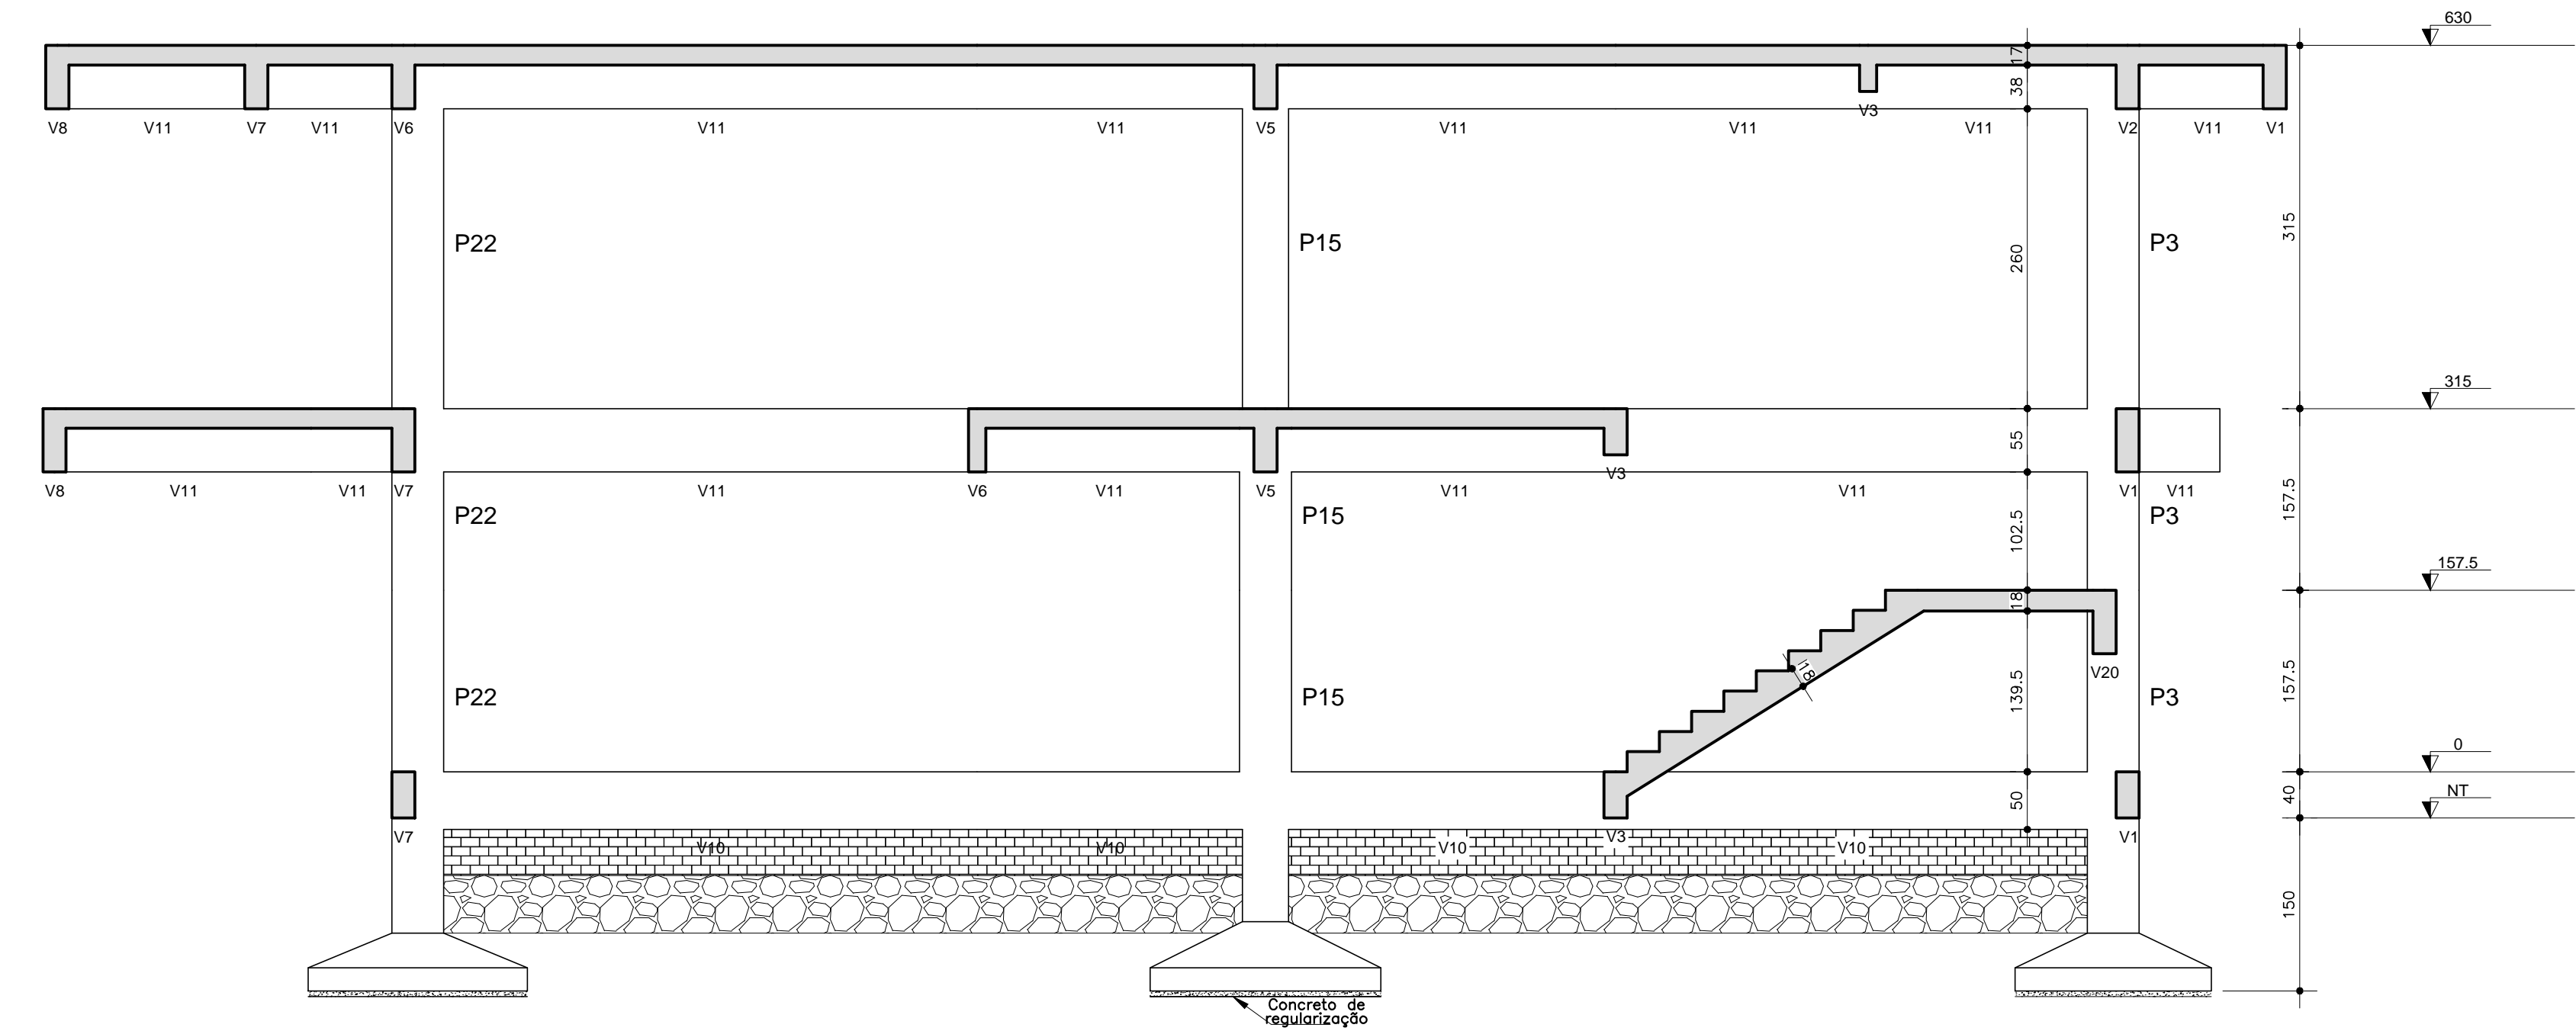 630
17
38
V8 V11 V7 V11 V6 V11 V11 V5 V11 V11 V3 V11 V2 V11 V1
P22 P15 P3
260
315
315
55
V8 V11 V11 V7 V11 V6 V11 V5 V11 V3 V11 V1 V11
P22 P15 P3
102.5
157.5
157.5
18
18
V20
P22 P15 P3
139.5
157.5
0
50
40
NT
V7 V10 V10 V10 V3 V10 V1
150
Concreto de
regularização